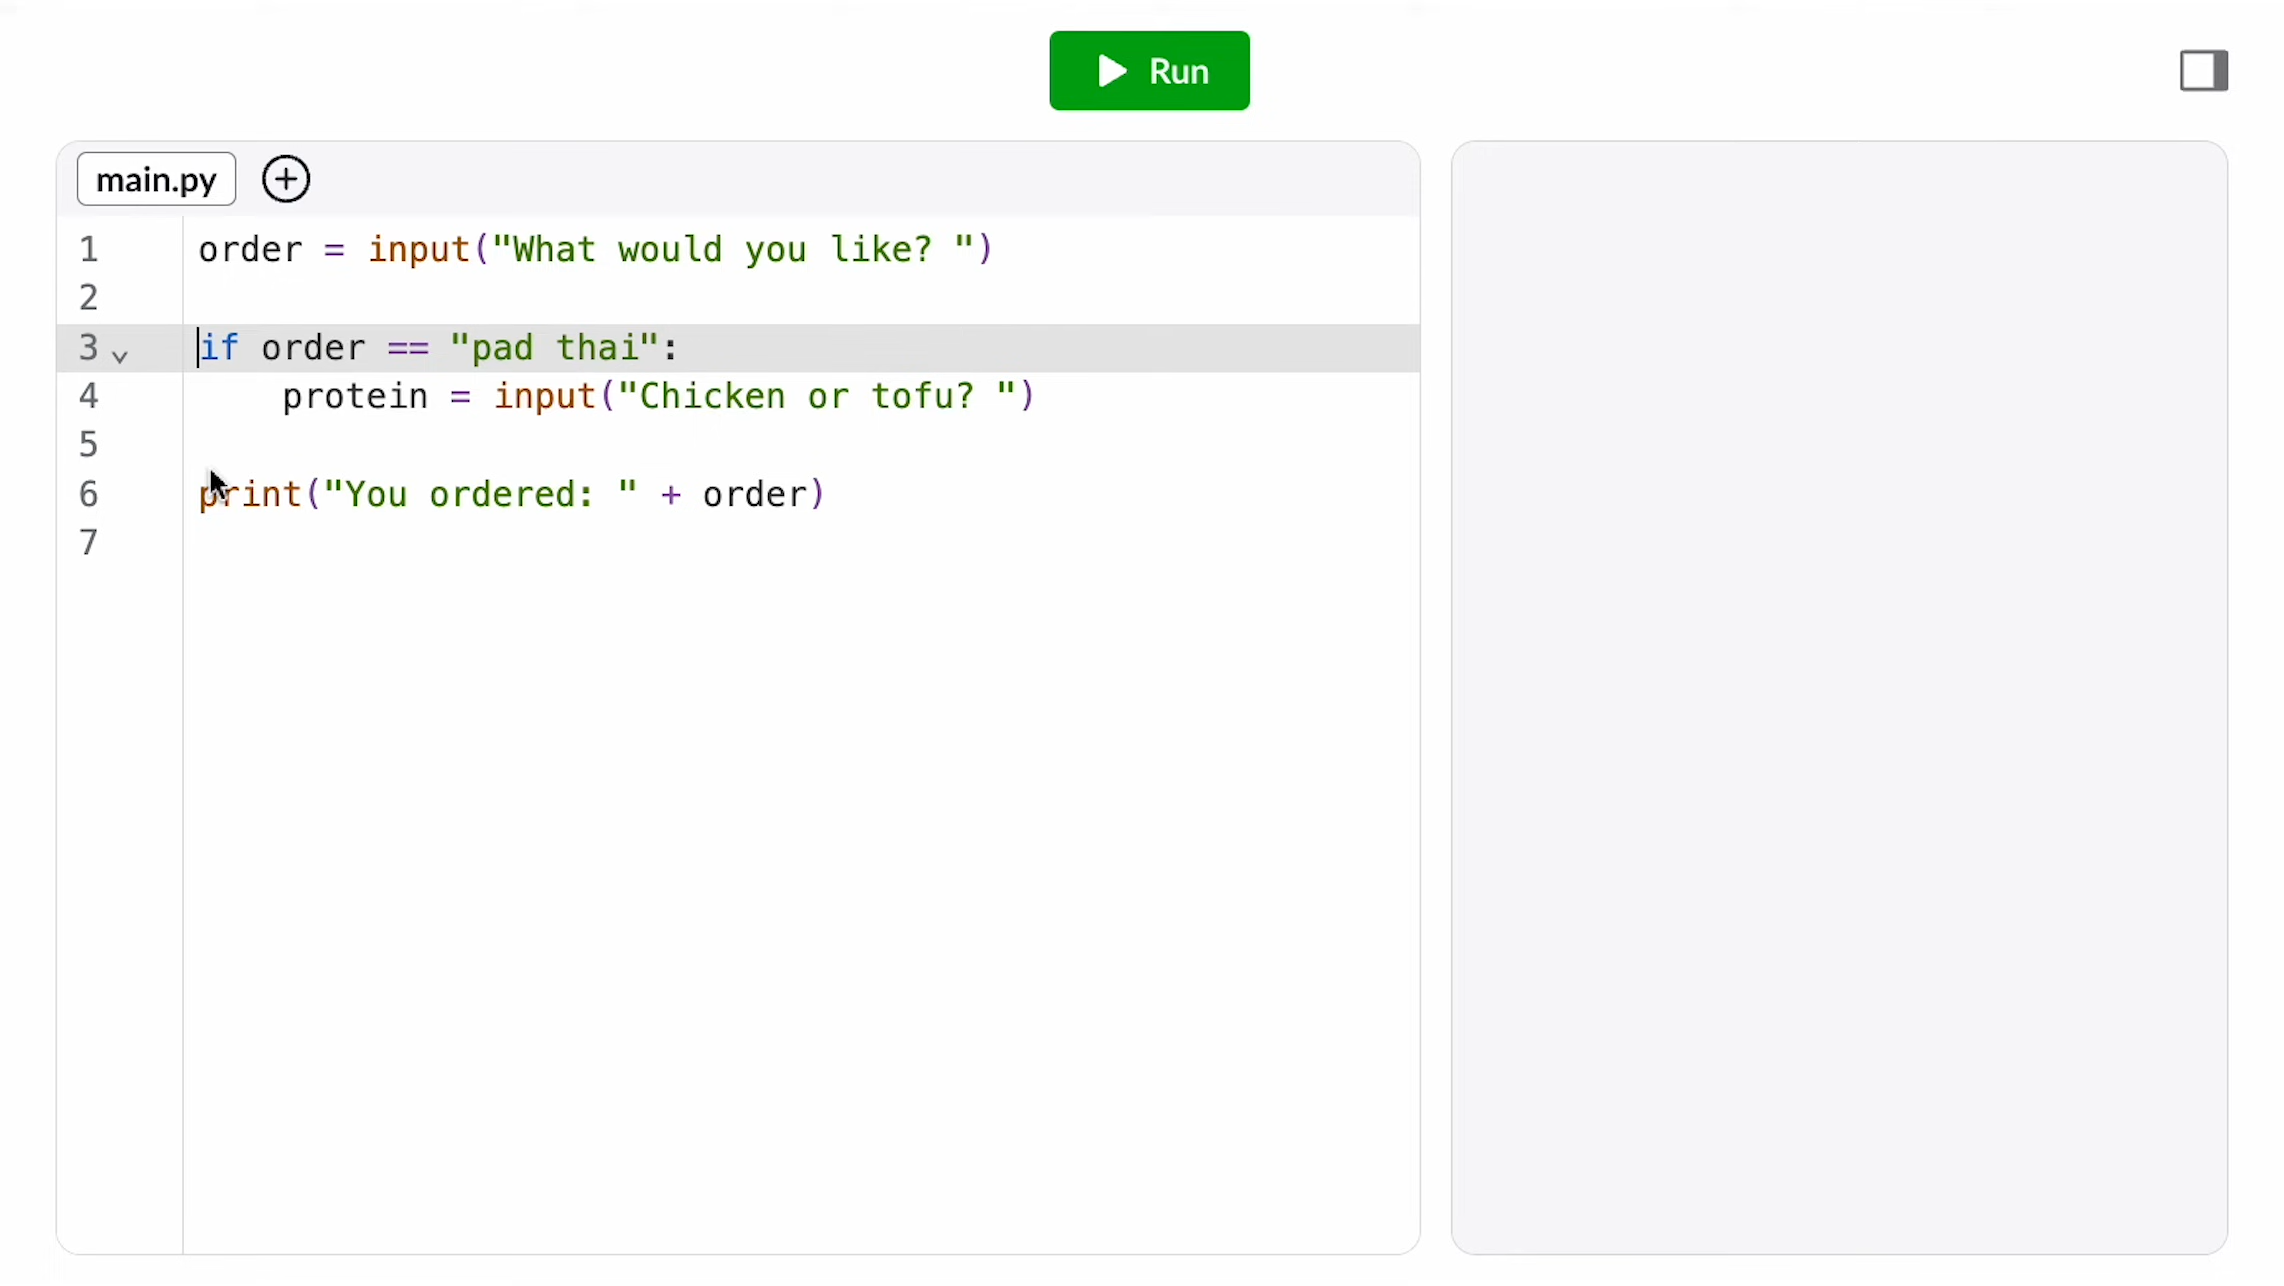 Run
main.py
1 order = input("What would you like? ")
2
3 if order == "pad thai":
4     protein = input("Chicken or tofu? ")
5
6 print("You ordered: " + order)
7